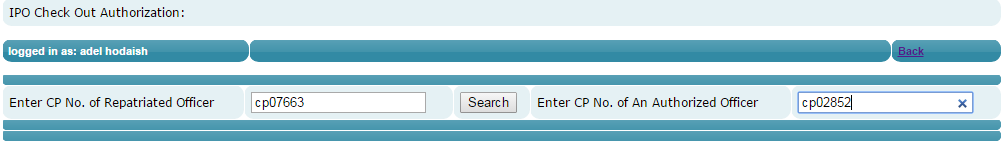 IPO Check Out Authorization:
logged in as: adel hodaish Back
Enter CP No. of Repatriated Officer cp07663 Search Enter CP No. of An Authorized Officer cp02852